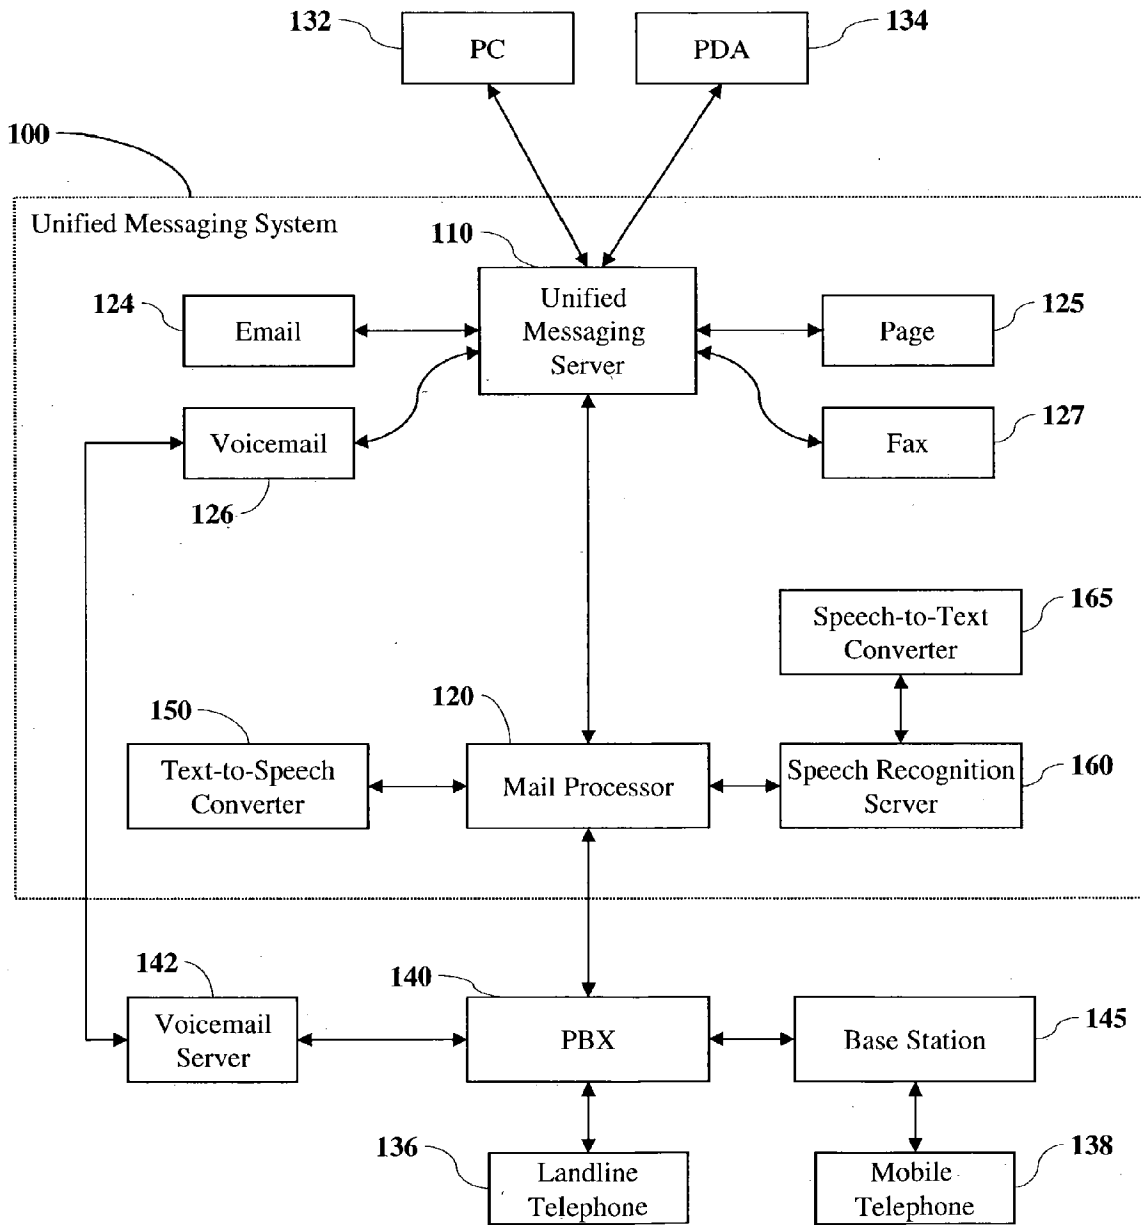 132
PC
PDA
134
100
Unified Messaging System
110
124
Email
Unified
Messaging
Server
Page
125
Voicemail
126
Fax
127
Speech-to-Text
Converter
165
150
Text-to-Speech
Converter
120
Mail Processor
Speech Recognition
Server
160
142
Voicemail
Server
140
PBX
Base Station
145
136
Landline
Telephone
Mobile
Telephone
138